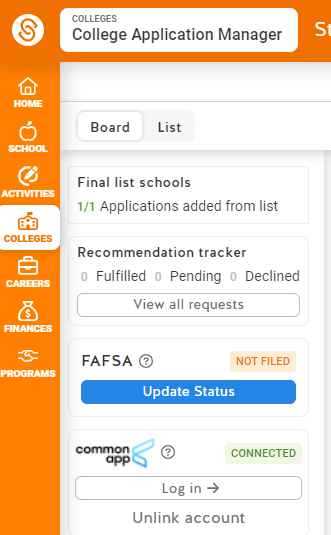 COLLEGES
College Application Manager
St
HOME
SCHOOL
ACTIVITIES
COLLEGES
CAREERS
FINANCES
PROGRAMS
Board List
Final list schools
1/1 Applications added from list
Recommendation tracker
0 Fulfilled 0 Pending 0 Declined
View all requests
FAFSA ? NOT FILED
Update Status
common app ? CONNECTED
Log in →
Unlink account